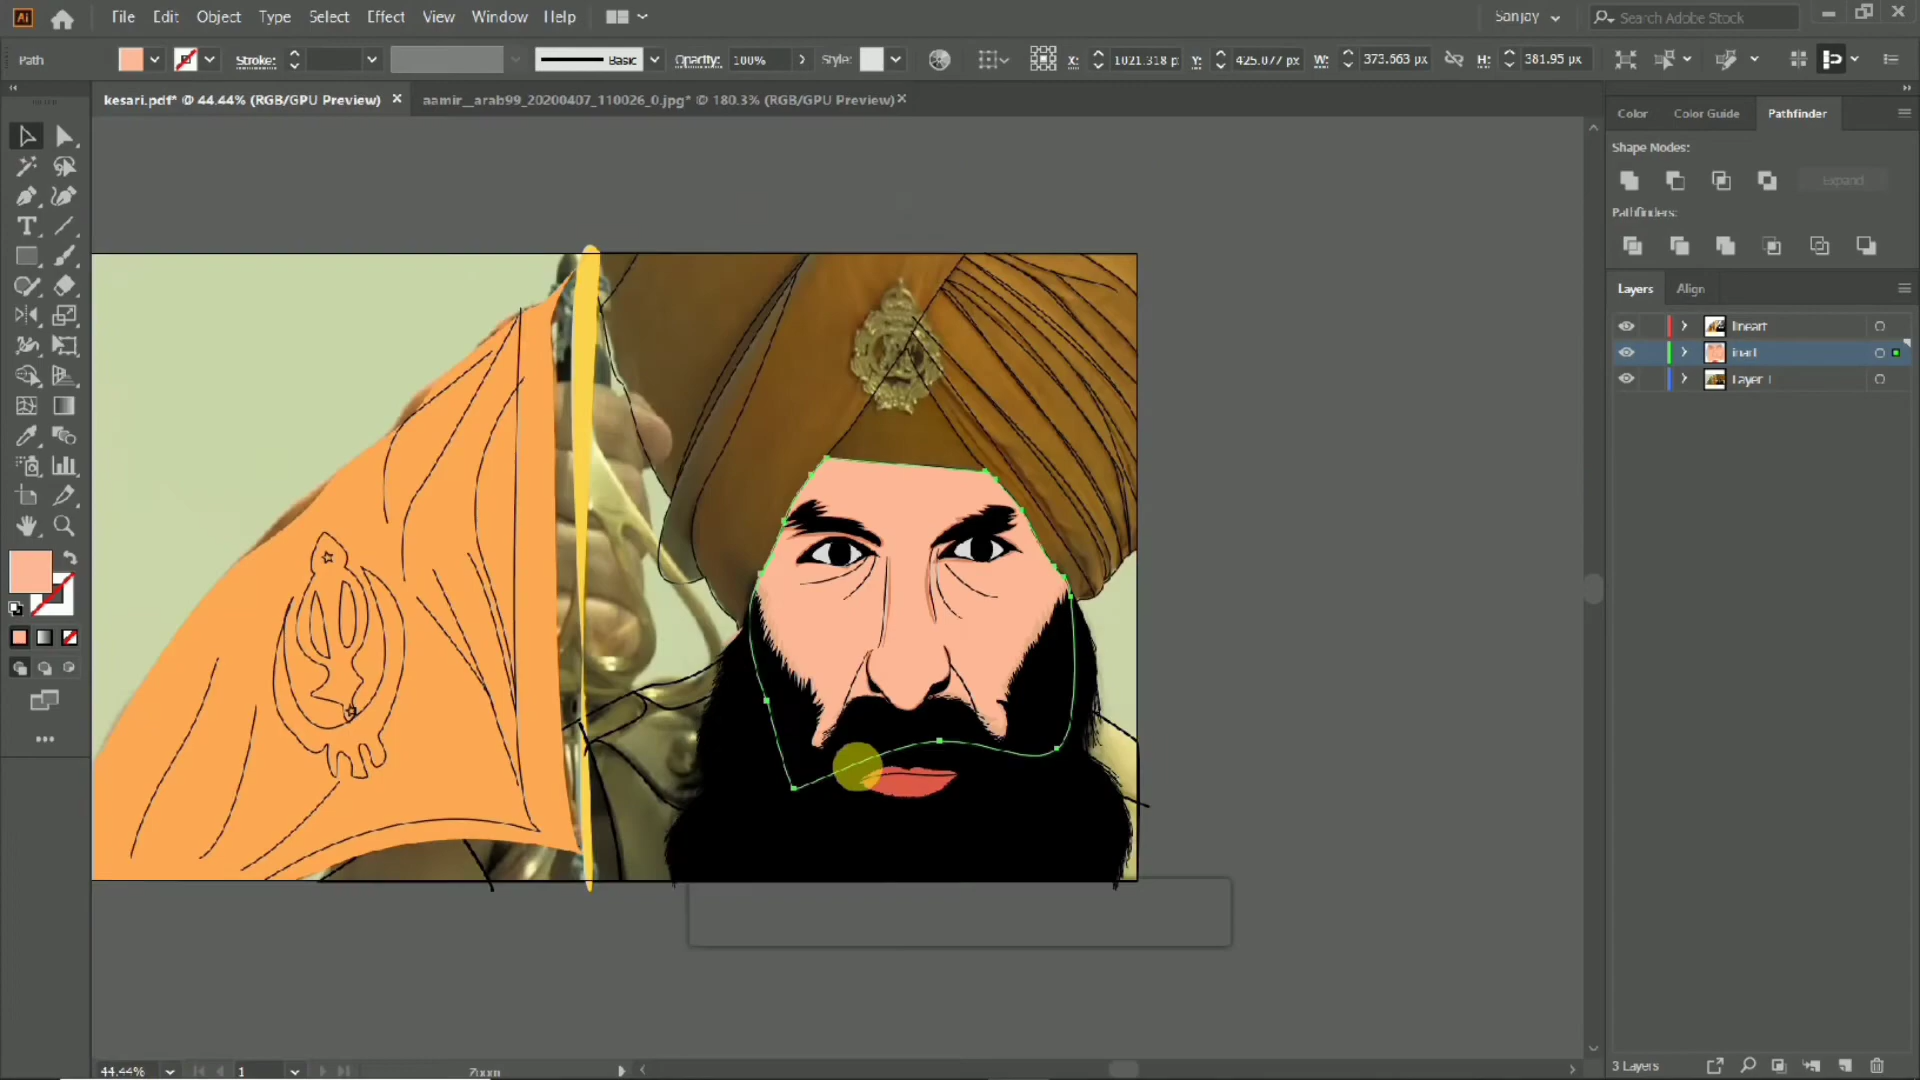 Ai File Edit Object Type Select Effect View Window Help Sanjay Search Adobe Stock
Path Stroke: Basic Opacity: 100% Style: X: 1021.318 p Y: 425.077 px W: 373.663 px H: 381.95 px
kesari.pdf* @ 44.44% (RGB/GPU Preview) aamir__arab99_20200407_110026_0.jpg* @ 180.3% (RGB/GPU Preview)
Color Color Guide Pathfinder
Shape Modes:
Expand
Pathfinders:
Layers Align
lineart
Layer 1
44.44% 1 Zoom
3 Layers